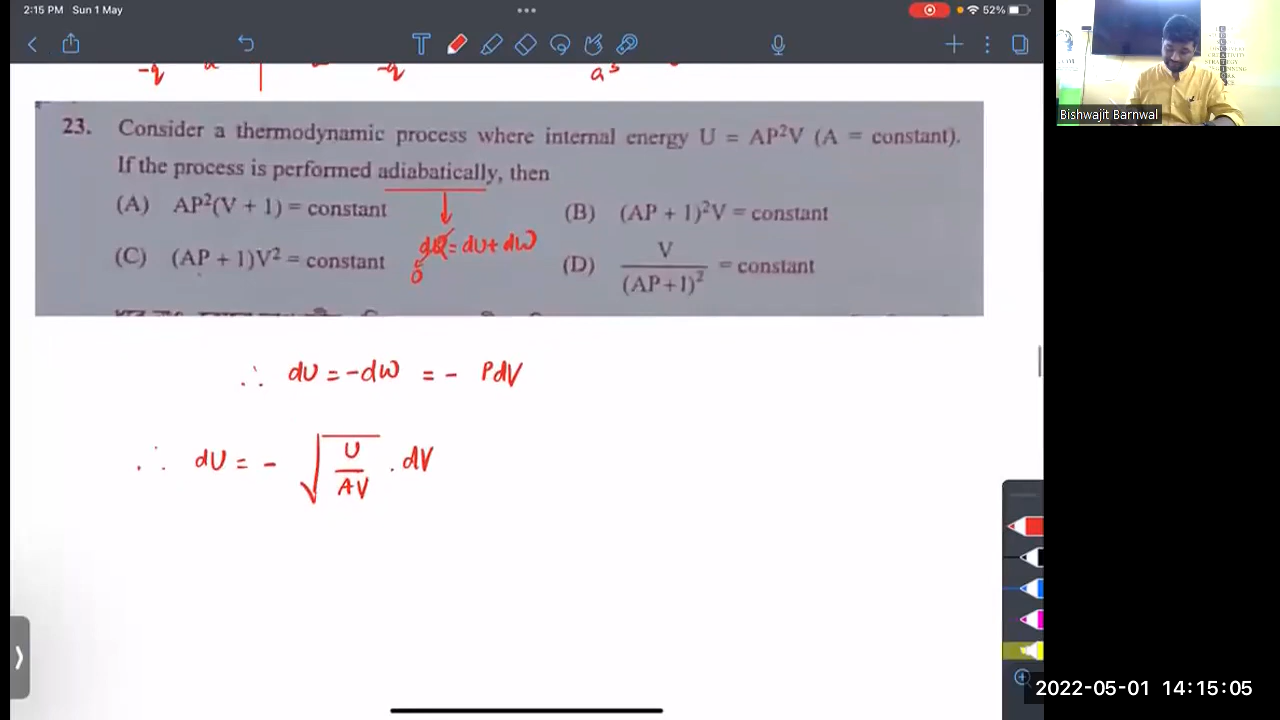 2:15 PM Sun 1 May
52%
-q -q a³
23. Consider a thermodynamic process where internal energy U = AP²V (A = constant).
If the process is performed adiabatically, then
(A) AP²(V + 1) = constant
(B) (AP + 1)²V = constant
(C) (AP + 1)V² = constant
(D) V/(AP+1)² = constant
dQ = dU + dW
0
∴ dU = -dW = - PdV
∴ dU = - √(U/AV) . dV
Bishwajit Barnwal
2022-05-01 14:15:05